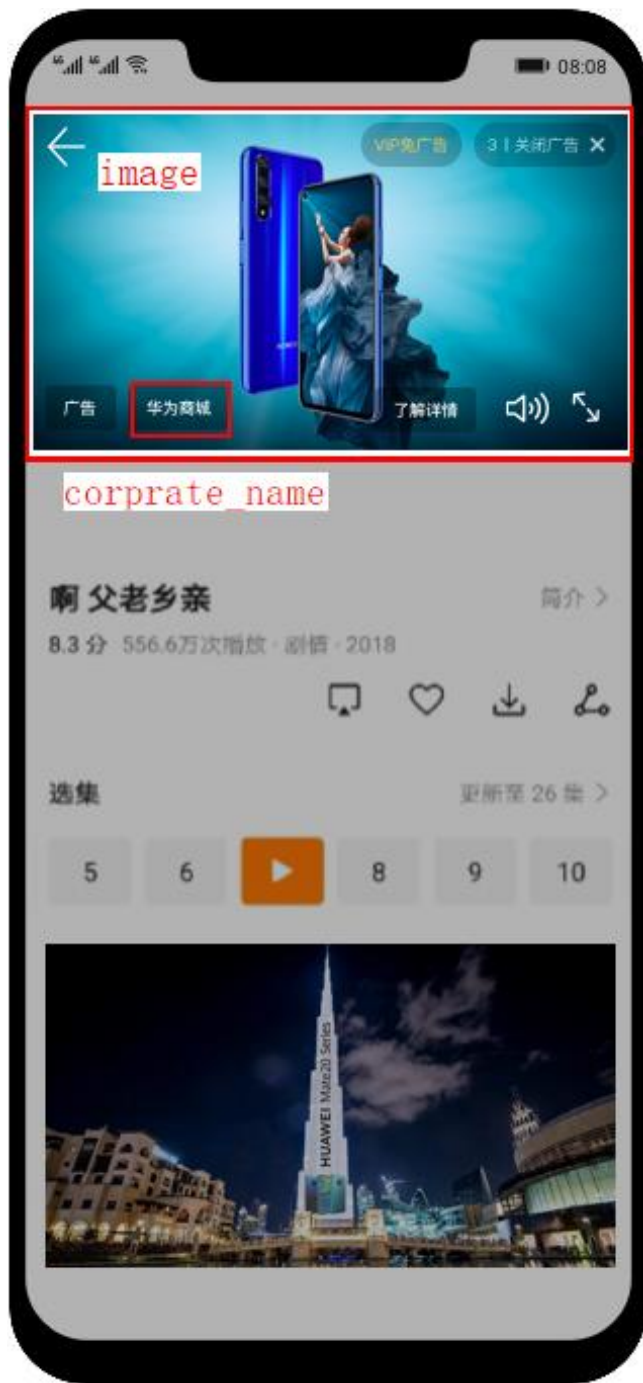 08:08
VIP免广告 3 | 关闭广告 ×
image
广告 华为商城 了解详情
corprate_name
啊 父老乡亲 简介 >
8.3 分 556.6万次播放 · 剧情 · 2018
选集 更新至 26 集 >
5 6 8 9 10
HUAWEI Mate20 Series